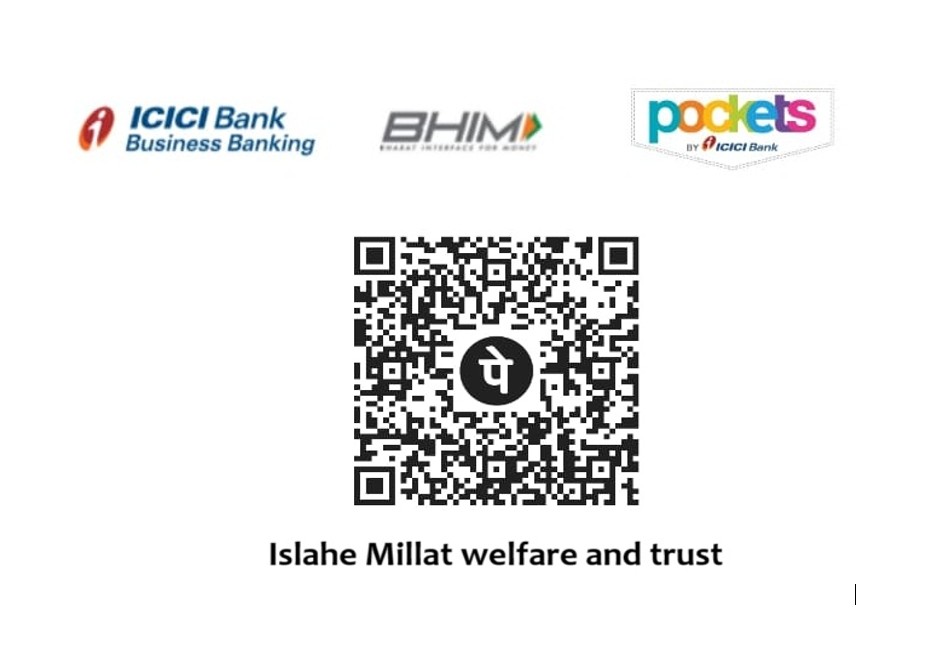 ICICI Bank
Business Banking
BHIM
BHARAT INTERFACE FOR MONEY
pockets
BY ICICI Bank
पे
Islahe Millat welfare and trust